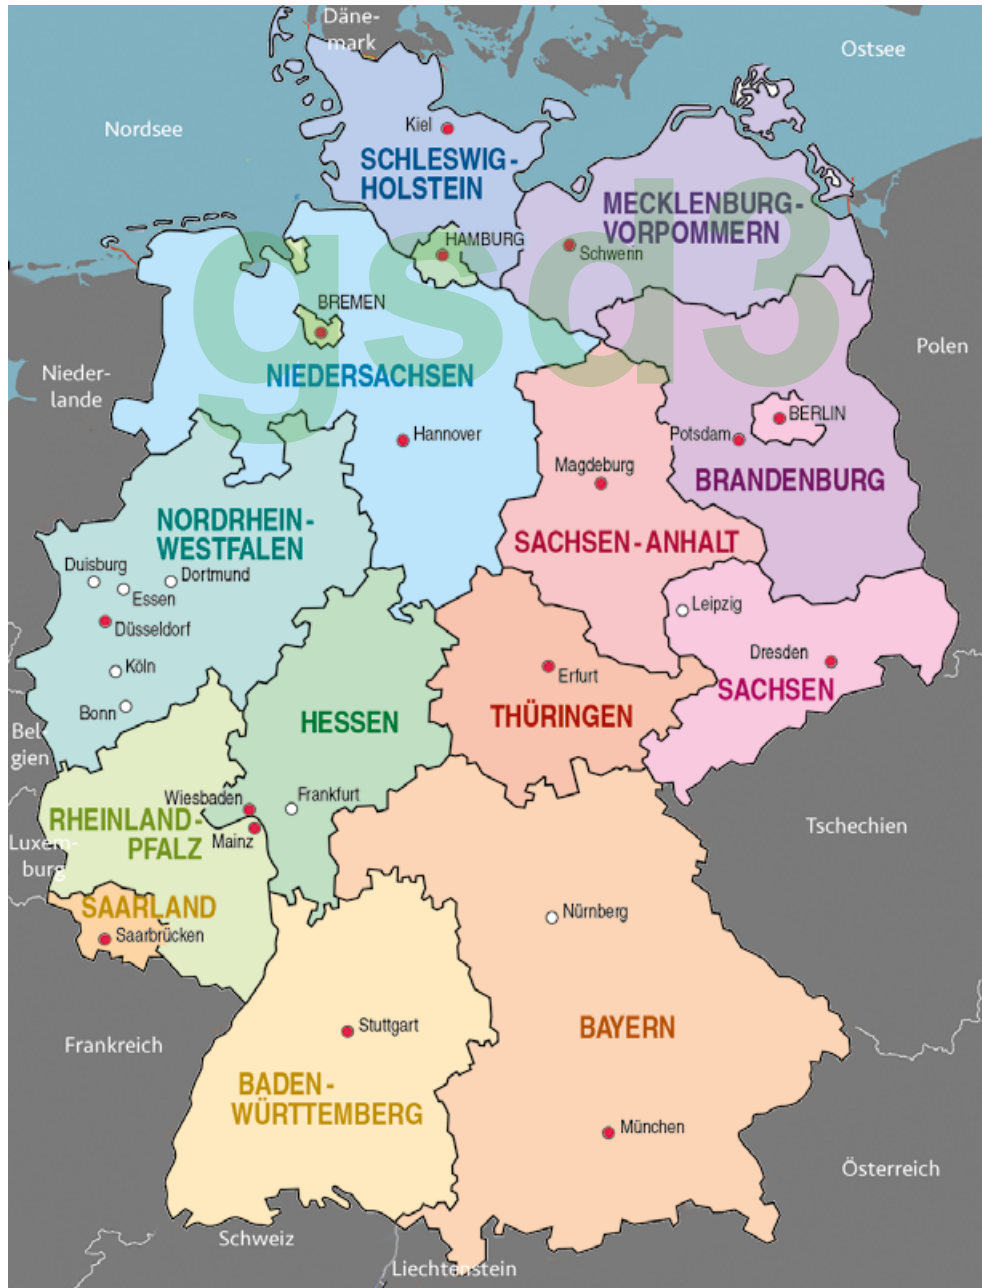 Däne-
mark
Ostsee
Nordsee
Kiel
SCHLESWIG-
HOLSTEIN
MECKLENBURG-
VORPOMMERN
HAMBURG
Schwerin
gsd3
BREMEN
Polen
Nieder-
lande
NIEDERSACHSEN
BERLIN
Hannover
Potsdam
Magdeburg
BRANDENBURG
NORDRHEIN-
WESTFALEN
SACHSEN-ANHALT
Duisburg
Dortmund
Essen
Leipzig
Düsseldorf
Dresden
Köln
Erfurt
SACHSEN
Bonn
HESSEN
THÜRINGEN
Bel-
gien
Wiesbaden
Frankfurt
RHEINLAND-
PFALZ
Mainz
Tschechien
Luxem-
burg
SAARLAND
Nürnberg
Saarbrücken
Stuttgart
BAYERN
Frankreich
BADEN-
WÜRTTEMBERG
München
Österreich
Schweiz
Liechtenstein